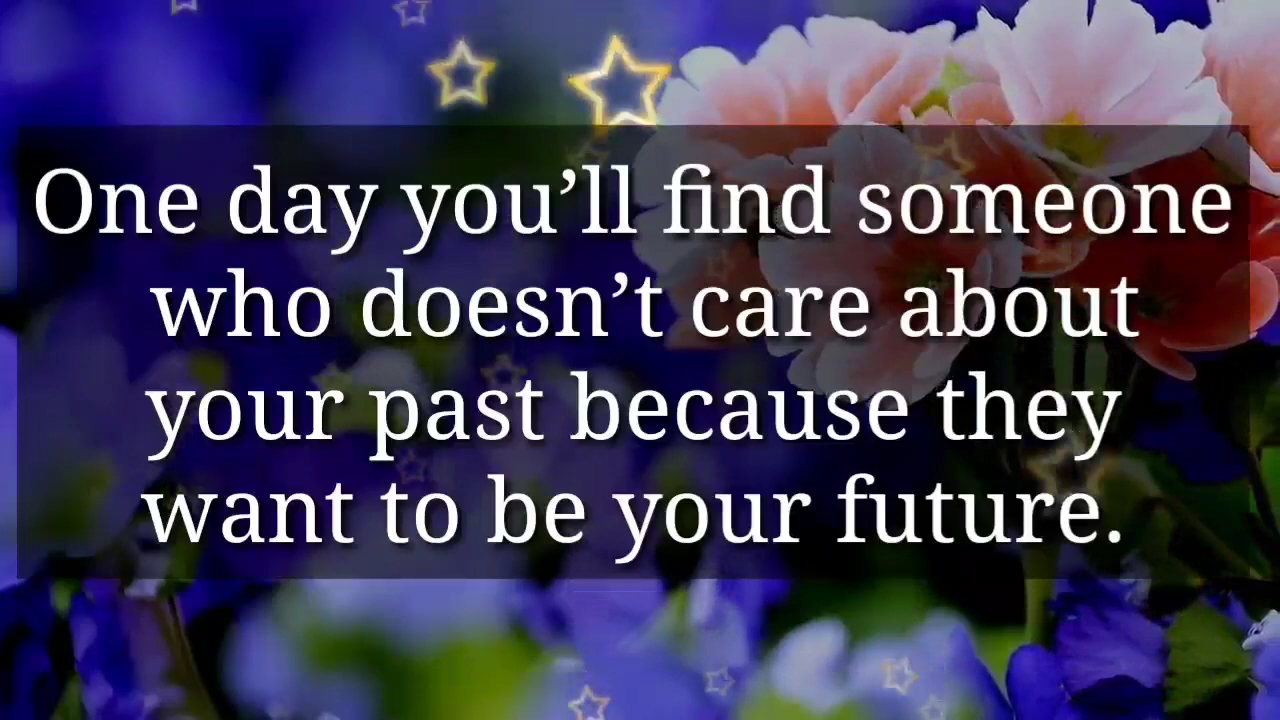 One day you’ll find someone
who doesn’t care about
your past because they
want to be your future.